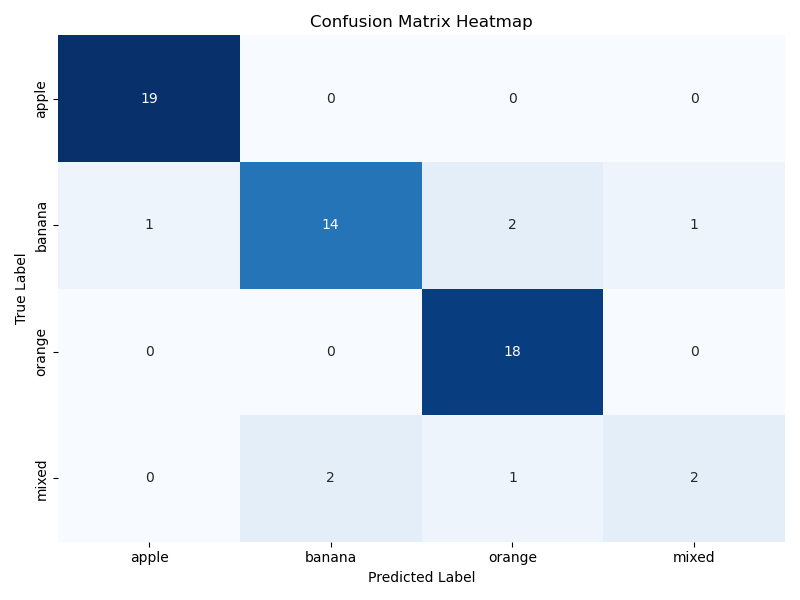 Confusion Matrix Heatmap
True Label
apple 19 0 0 0
banana 1 14 2 1
orange 0 0 18 0
mixed 0 2 1 2
apple banana orange mixed
Predicted Label